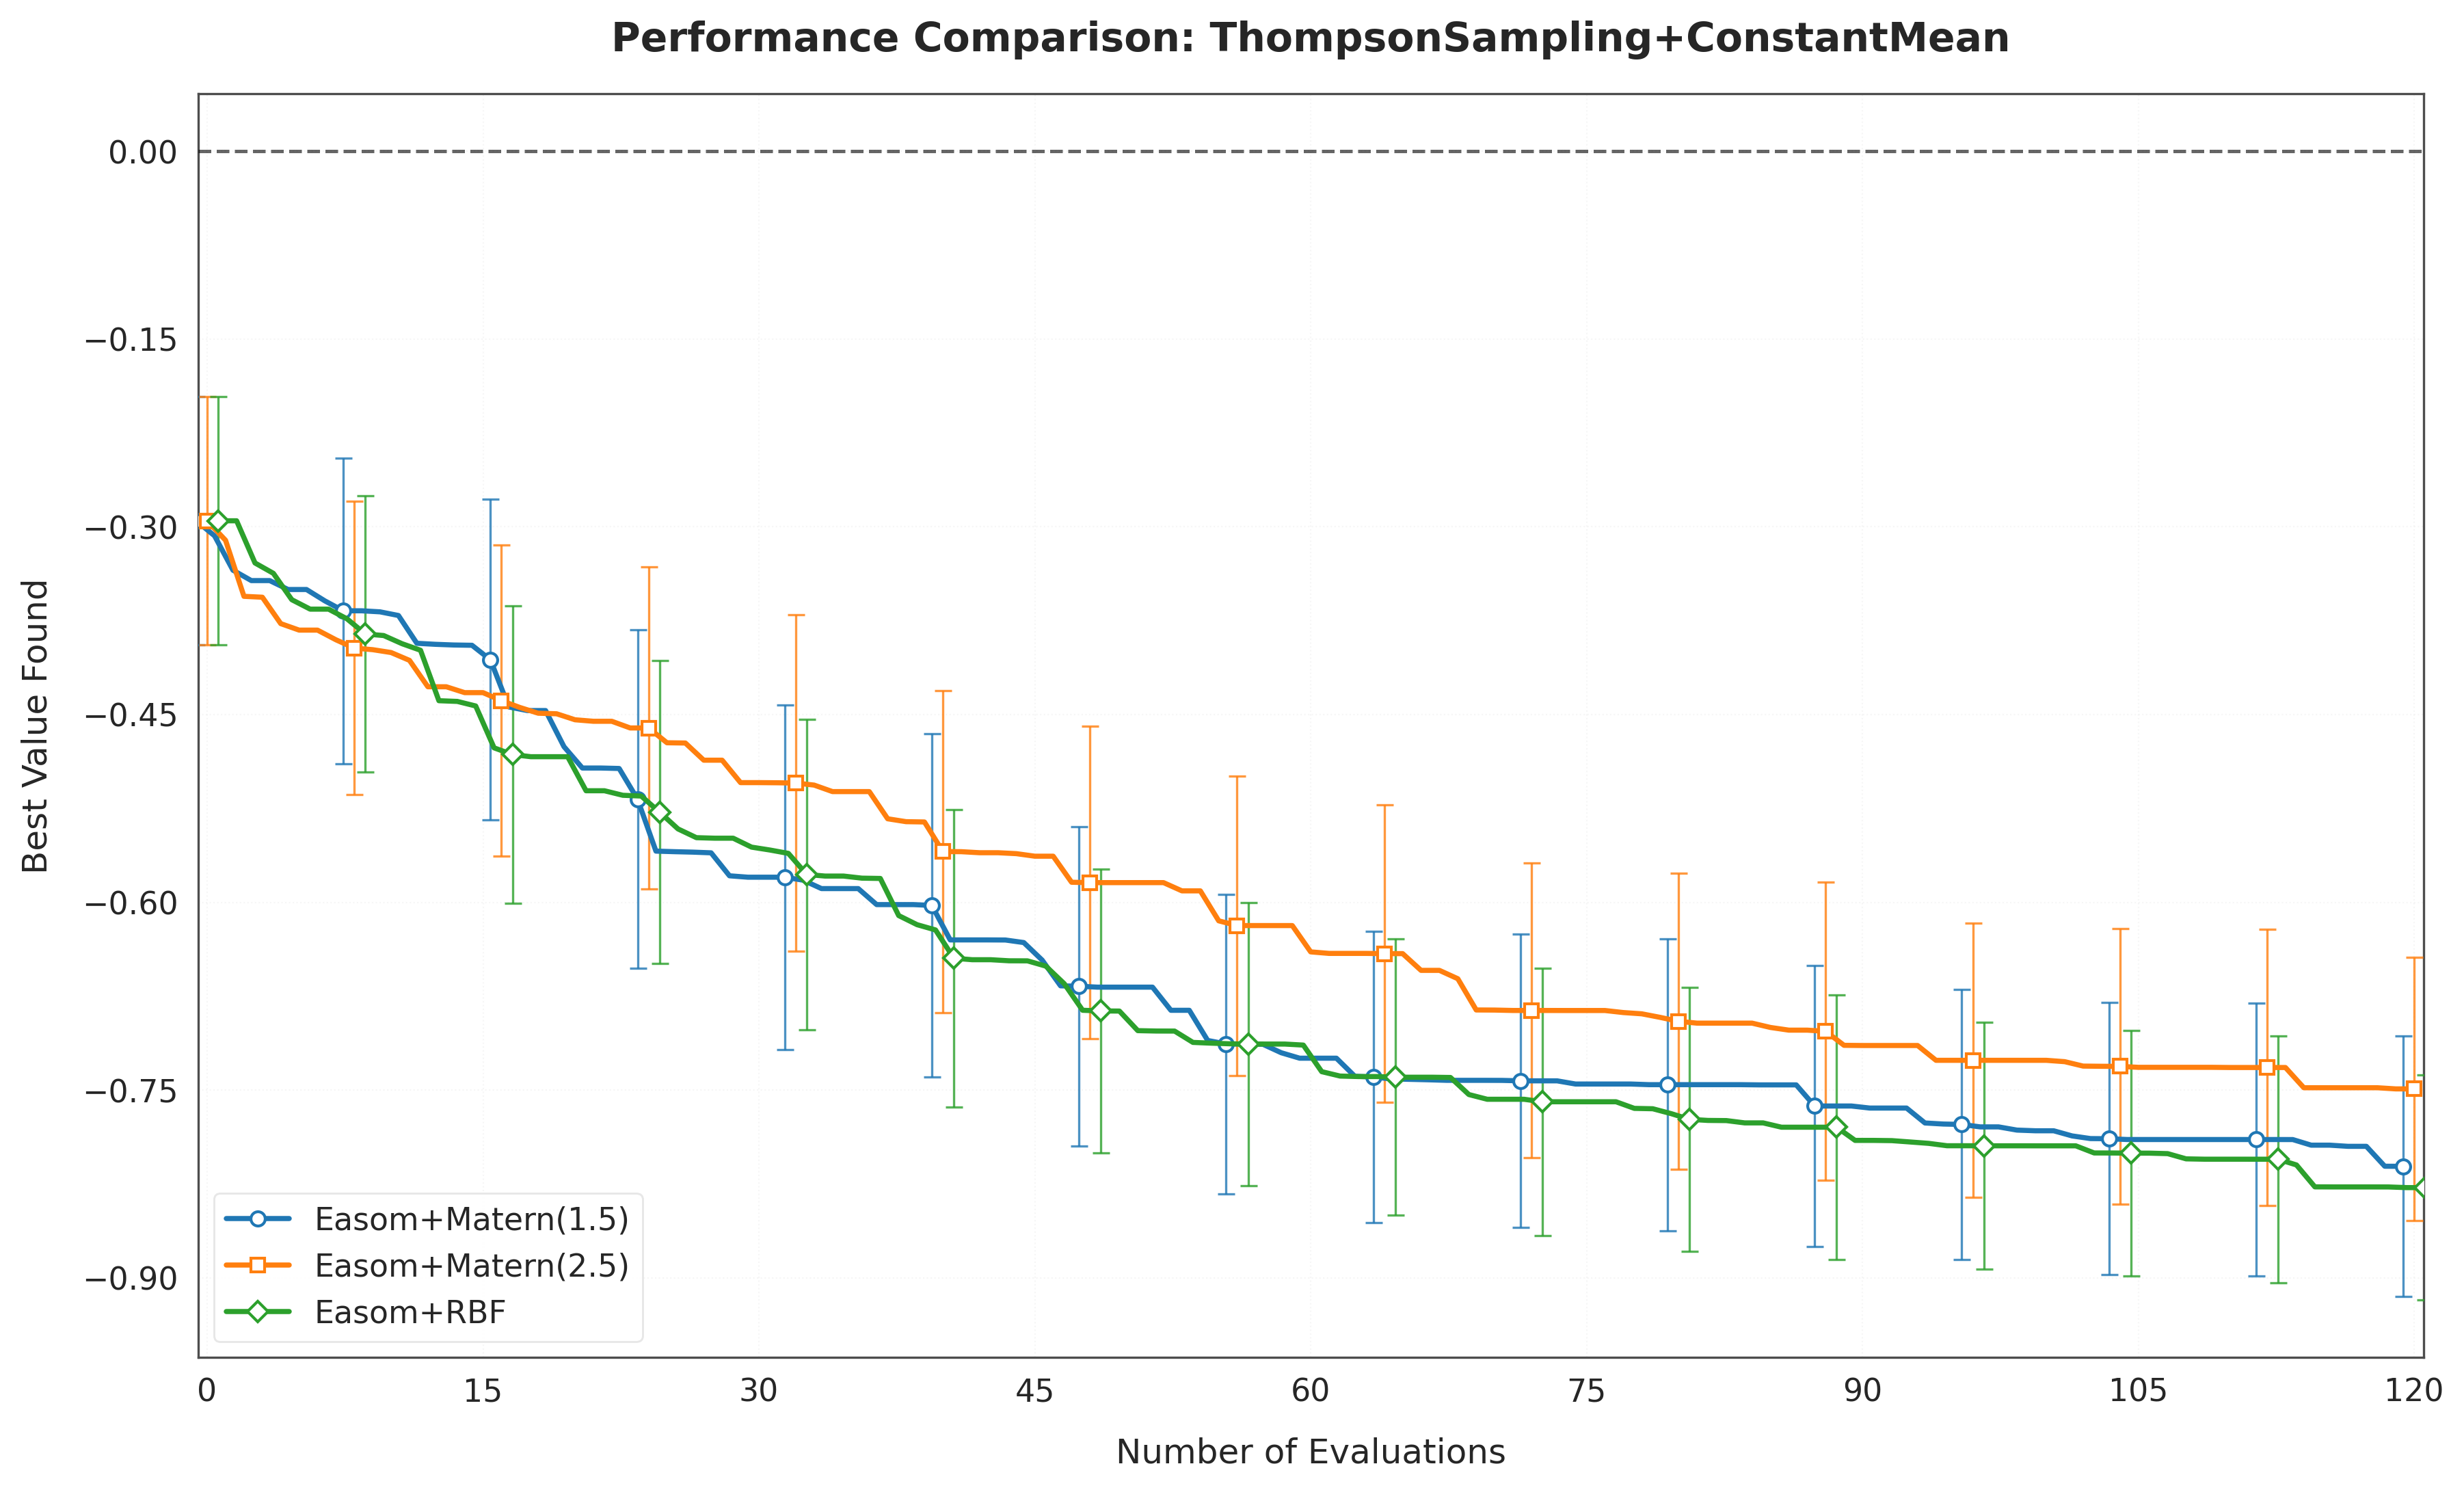 Performance Comparison: ThompsonSampling+ConstantMean
0.00
−0.15
−0.30
−0.45
−0.60
−0.75
−0.90
Best Value Found
Easom+Matern(1.5)
Easom+Matern(2.5)
Easom+RBF
0 15 30 45 60 75 90 105 120
Number of Evaluations